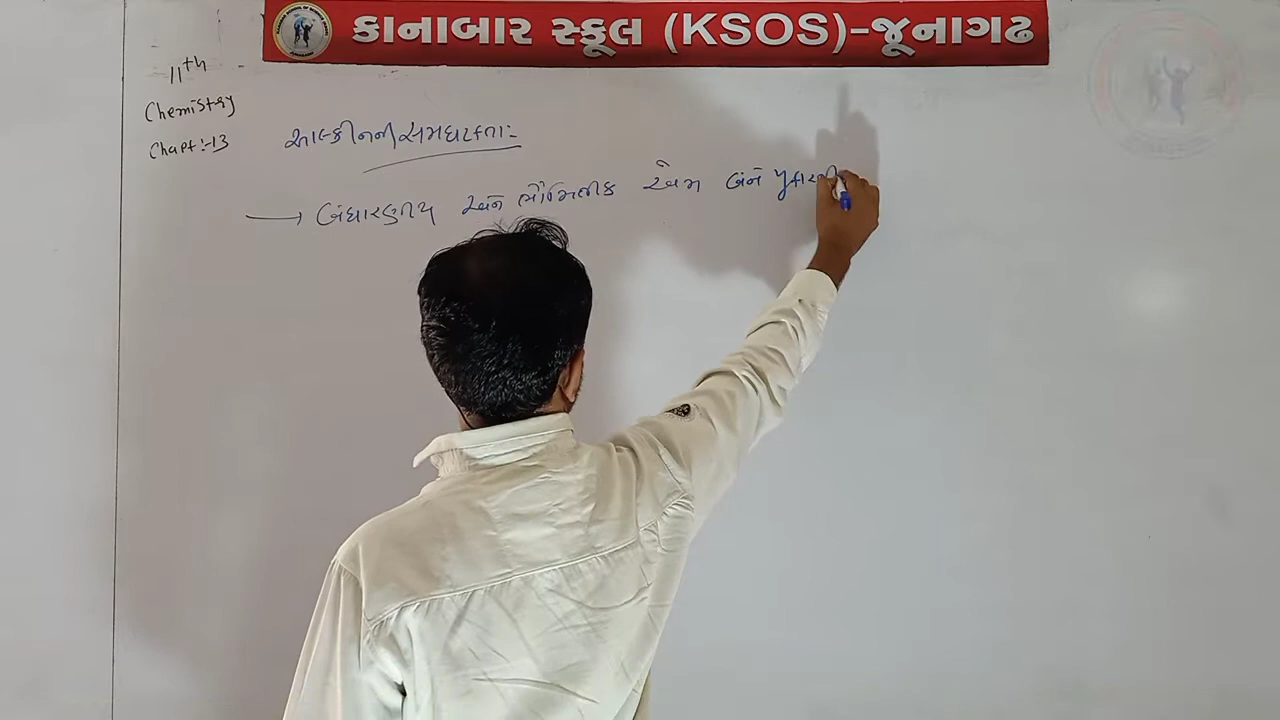 કાનાબાર સ્કૂલ (KSOS)-જૂનાગઢ
11th
Chemistry
Chapt:-13
આલ્કીનની સમઘટકતા:-
→ બંધારણીય અને ભૌમિતીક એમ બંને પ્રકારની